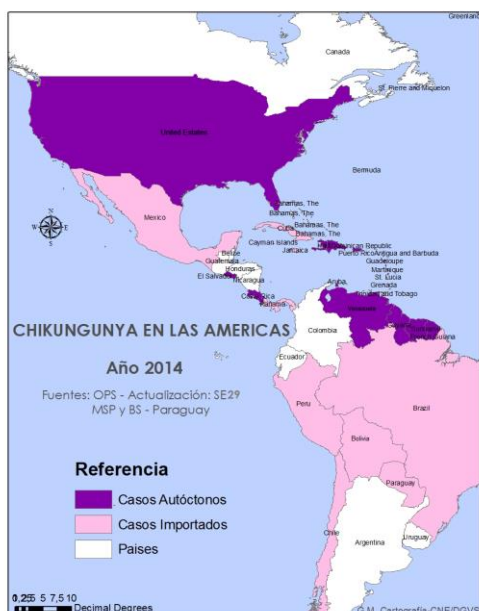 Greenland
Canada
St. Pierre and Miquelon
United States
Bermuda
Bahamas, The
Bahamas, The
Bahamas, The
Bahamas, The
Mexico
Cuba
Cayman Islands
Jamaica
Dominican Republic
Belize
Puerto Rico
Antigua and Barbuda
Guatemala
Guadeloupe
Honduras
Martinique
El Salvador
St. Lucia
Nicaragua
Grenada
Aruba
Trinidad and Tobago
Costa Rica
Panama
Venezuela
Guyana
Suriname
CHIKUNGUNYA EN LAS AMERICAS
Año 2014
Colombia
Ecuador
Fuentes: OPS - Actualización: SE29
MSP y BS - Paraguay
Peru
Brazil
Bolivia
Paraguay
Chile
Argentina
Uruguay
Referencia
Casos Autóctonos
Casos Importados
Paises
Decimal Degrees